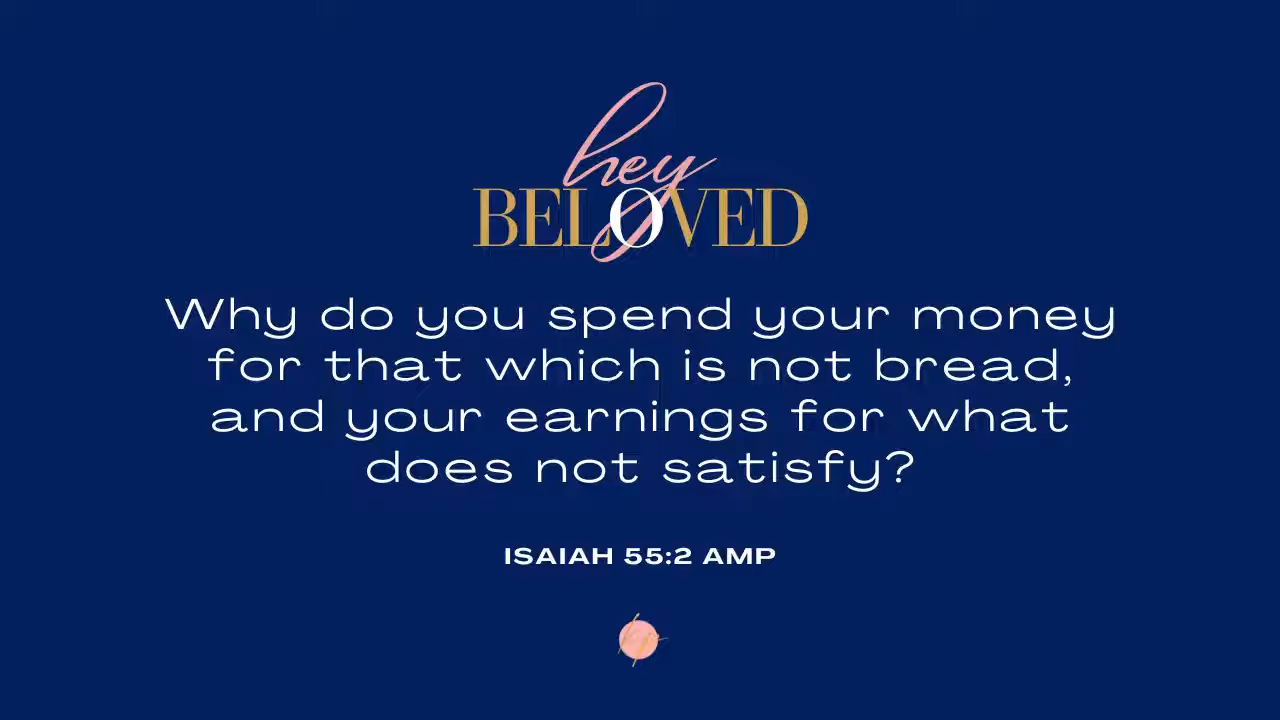 hey
BELOVED
Why do you spend your money
for that which is not bread,
and your earnings for what
does not satisfy?
ISAIAH 55:2 AMP